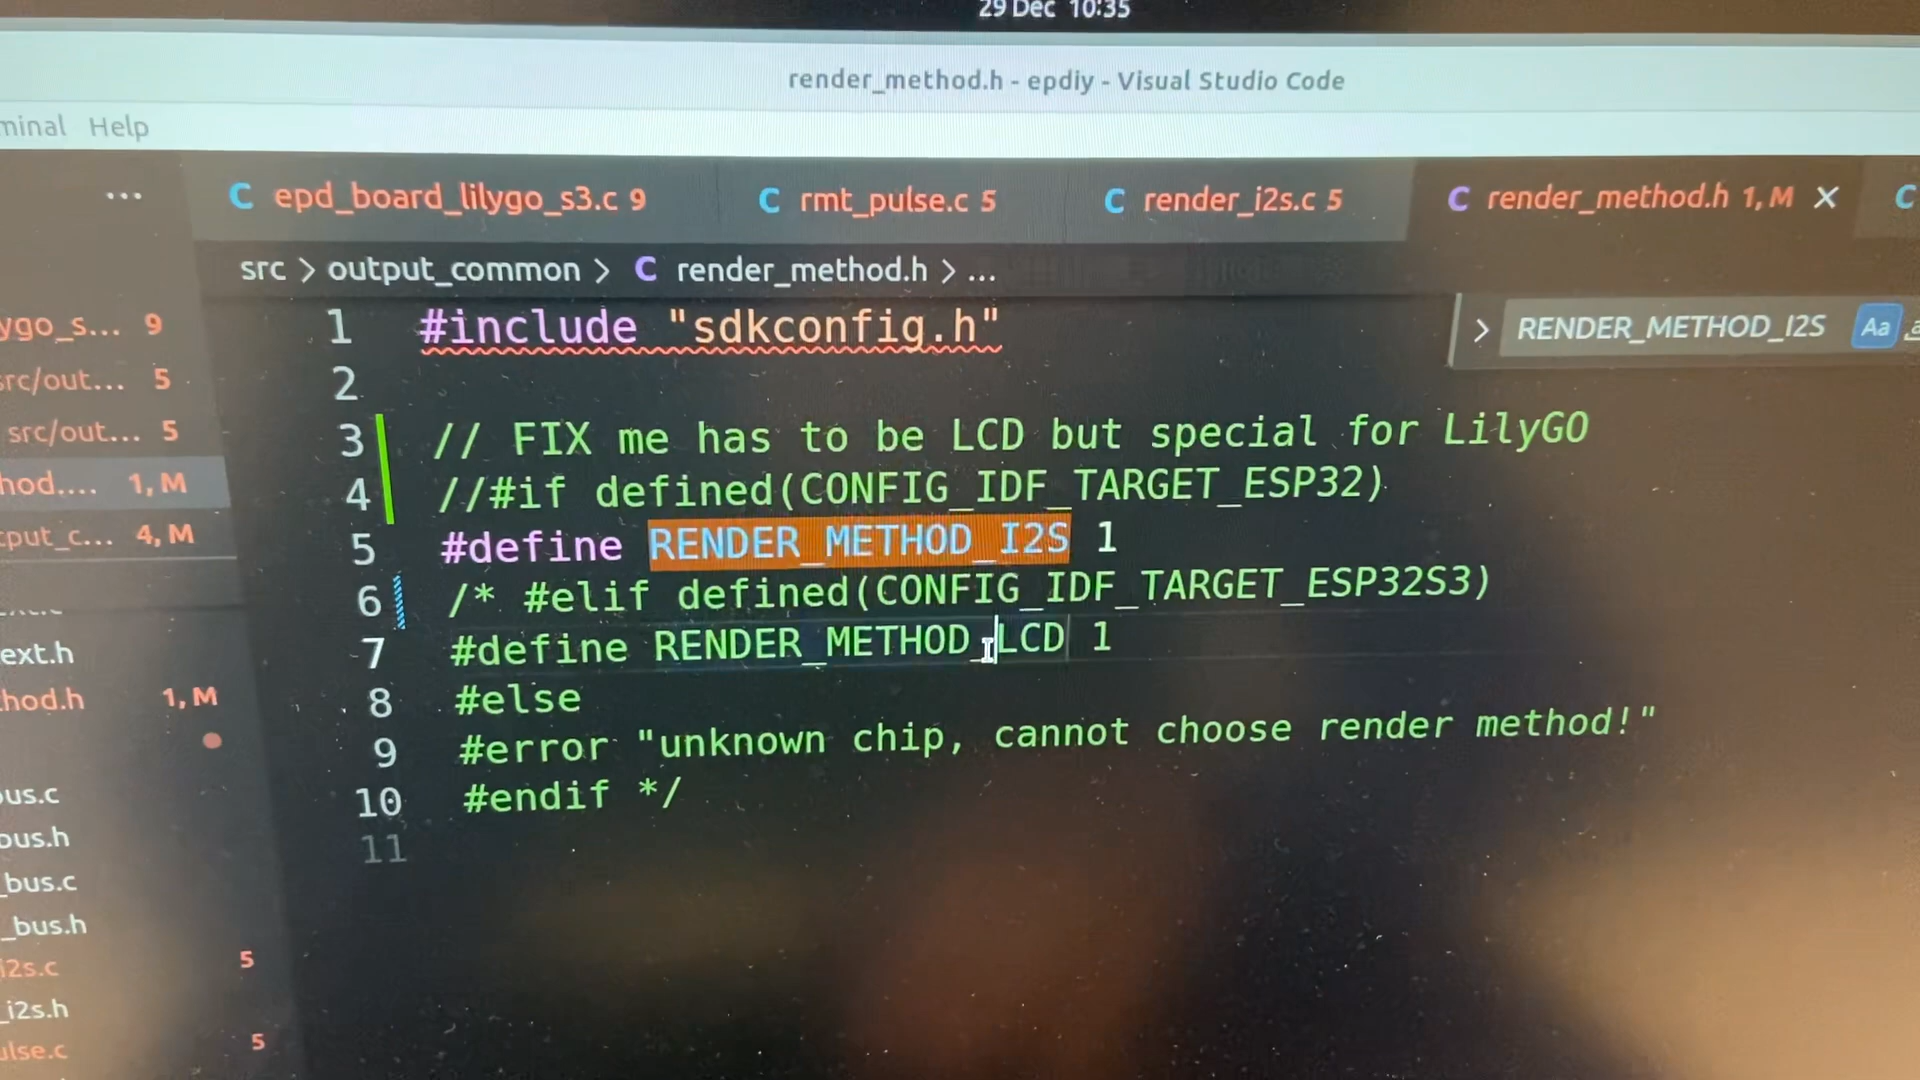 29 Dec 10:35
render_method.h - epdiy - Visual Studio Code
minal Help
... epd_board_lilygo_s3.c 9 rmt_pulse.c 5 render_i2s.c 5 render_method.h 1, M
src > output_common > C render_method.h > ...
> RENDER_METHOD_I2S Aa
1 #include "sdkconfig.h"
2
3 // FIX me has to be LCD but special for LilyGO
4 //#if defined(CONFIG_IDF_TARGET_ESP32)
5 #define RENDER_METHOD_I2S 1
6 /* #elif defined(CONFIG_IDF_TARGET_ESP32S3)
7 #define RENDER_METHOD_LCD 1
8 #else
9 #error "unknown chip, cannot choose render method!"
10 #endif */
11
ygo_s... 9
src/out... 5
src/out... 5
hod.... 1, M
tput_c... 4, M
ext.h
hod.h 1, M
ous.c
ous.h
_bus.c
_bus.h
i2s.c 5
_i2s.h
ulse.c 5